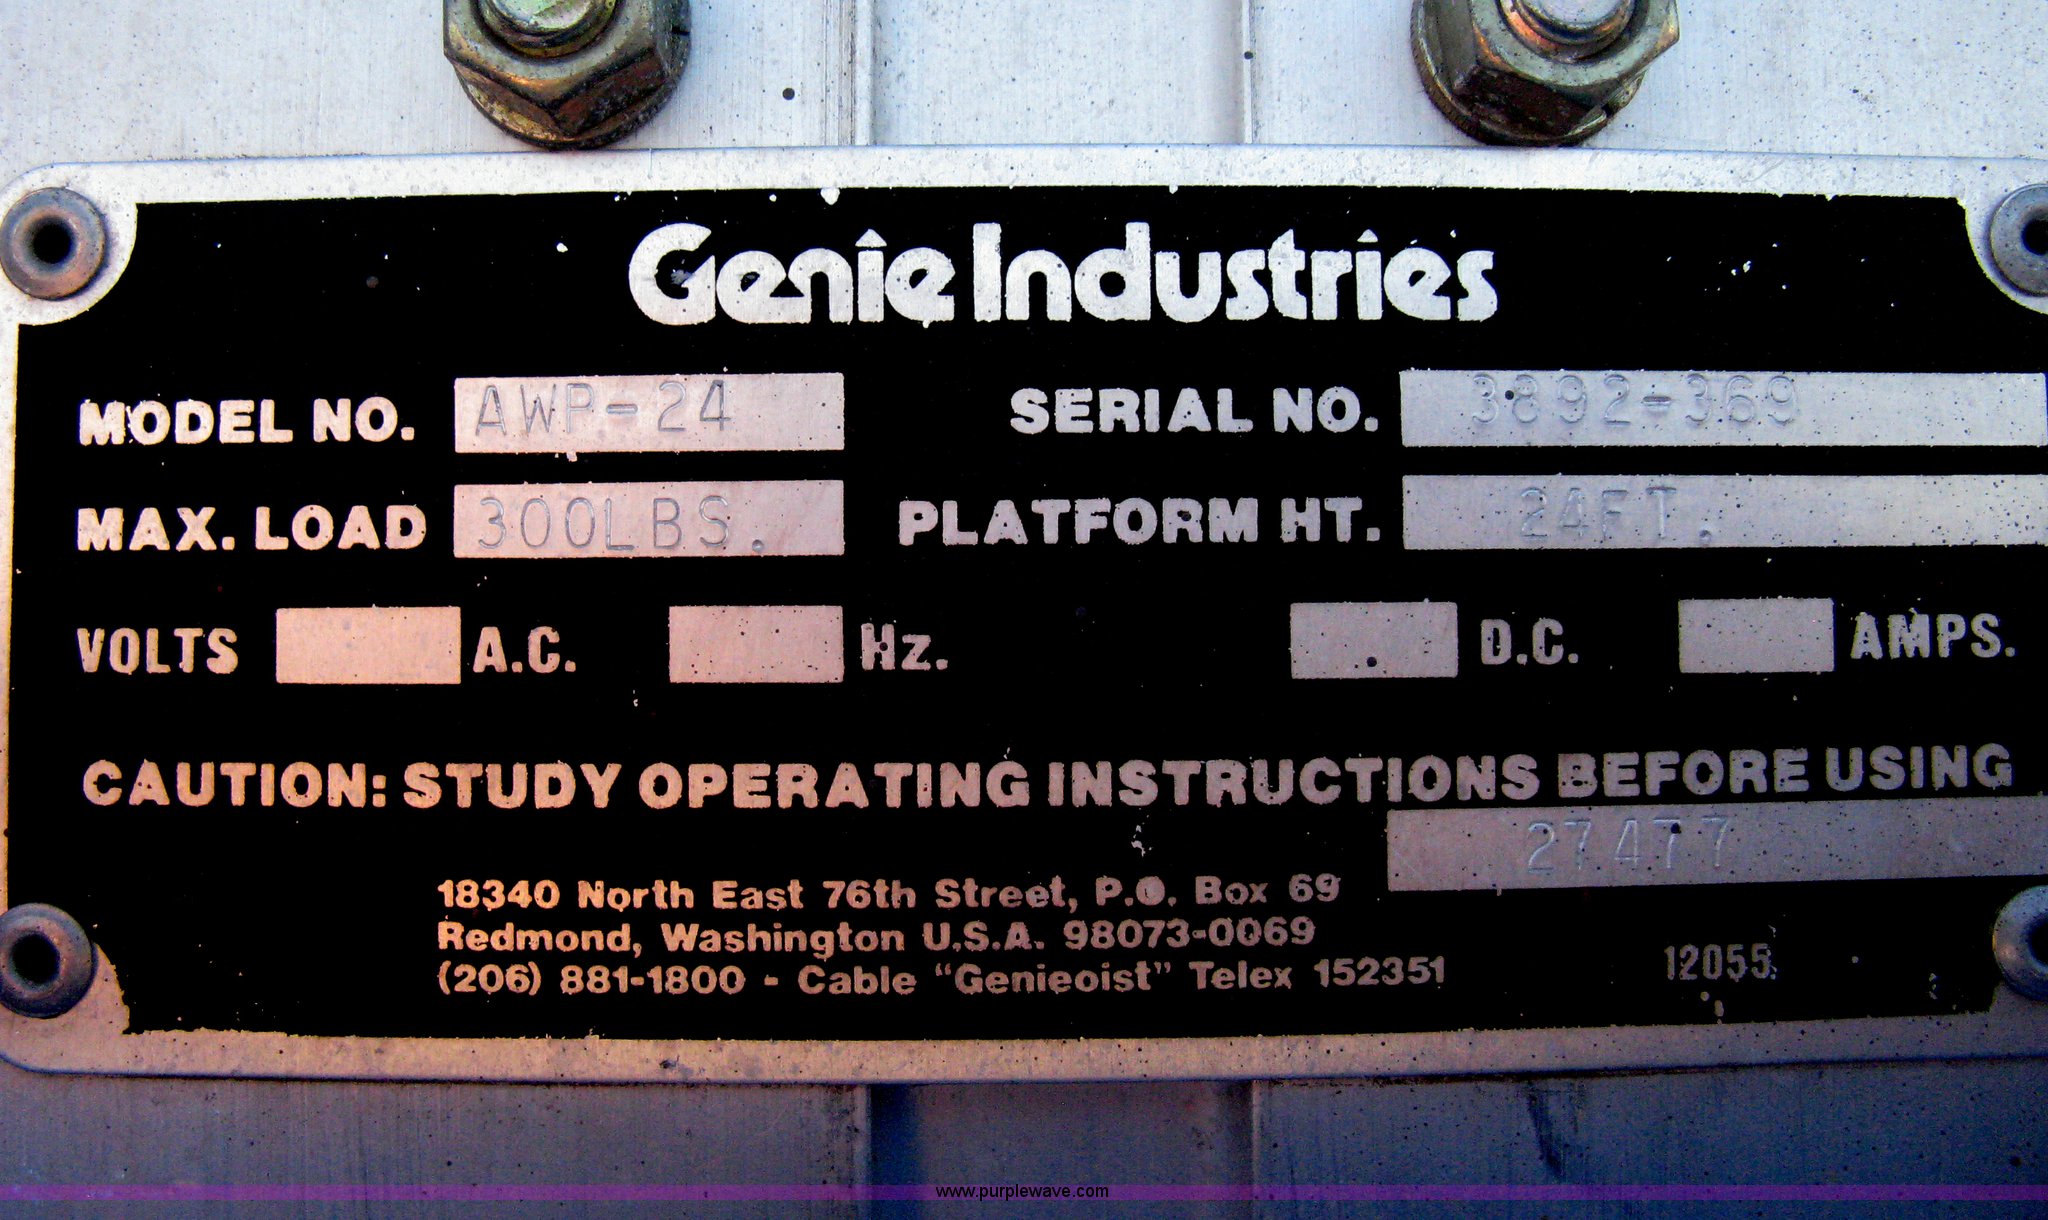 Genie Industries
MODEL NO. AWP-24 SERIAL NO. 3892-369
MAX. LOAD 300LBS. PLATFORM HT. 24FT.
VOLTS A.C. Hz. D.C. AMPS.
CAUTION: STUDY OPERATING INSTRUCTIONS BEFORE USING
27477
18340 North East 76th Street, P.O. Box 69
Redmond, Washington U.S.A. 98073-0069
(206) 881-1800 - Cable "Genieoist" Telex 152351
12055
www.purplewave.com